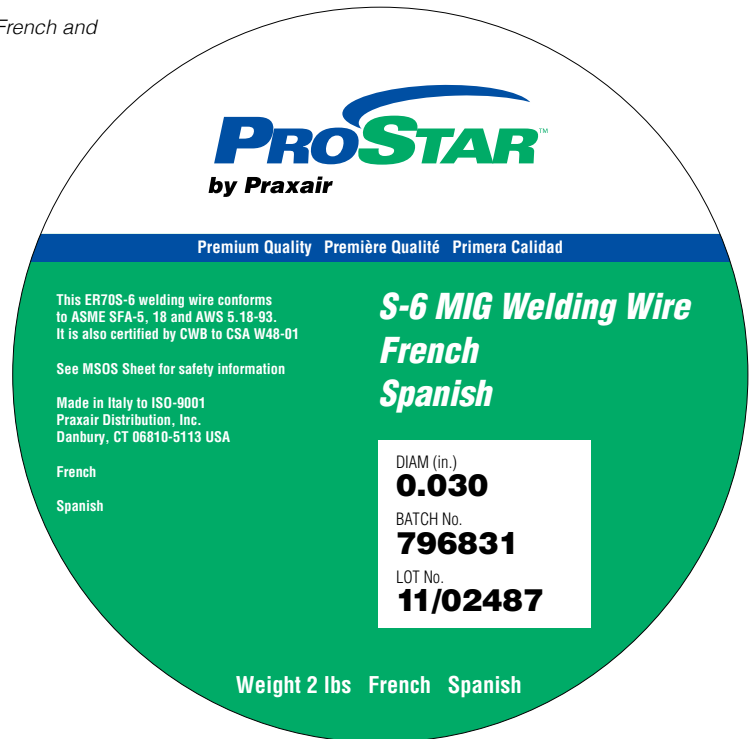 French and
PROSTAR™
by Praxair
Premium Quality Première Qualité Primera Calidad
This ER70S-6 welding wire conforms
to ASME SFA-5, 18 and AWS 5.18-93.
It is also certified by CWB to CSA W48-01
See MSOS Sheet for safety information
Made in Italy to ISO-9001
Praxair Distribution, Inc.
Danbury, CT 06810-5113 USA
French
Spanish
S-6 MIG Welding Wire
French
Spanish
DIAM (in.)
0.030
BATCH No.
796831
LOT No.
11/02487
Weight 2 lbs French Spanish